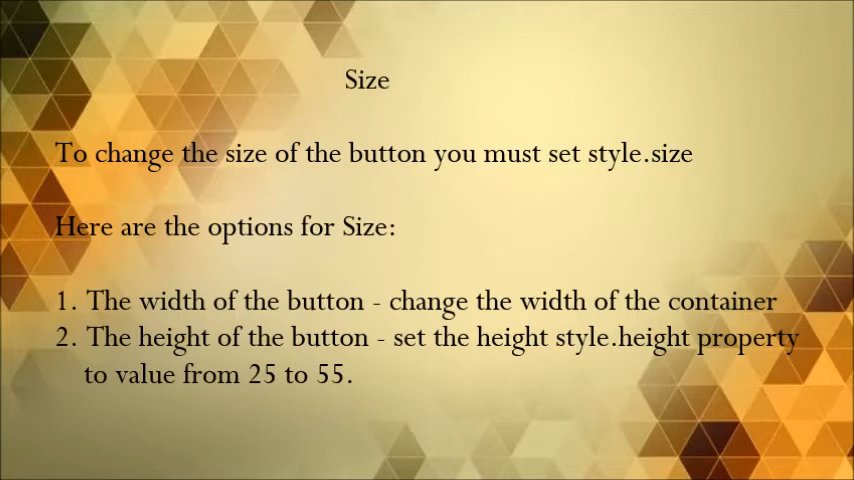 Size
To change the size of the button you must set style.size
Here are the options for Size:
1. The width of the button - change the width of the container
2. The height of the button - set the height style.height property
to value from 25 to 55.